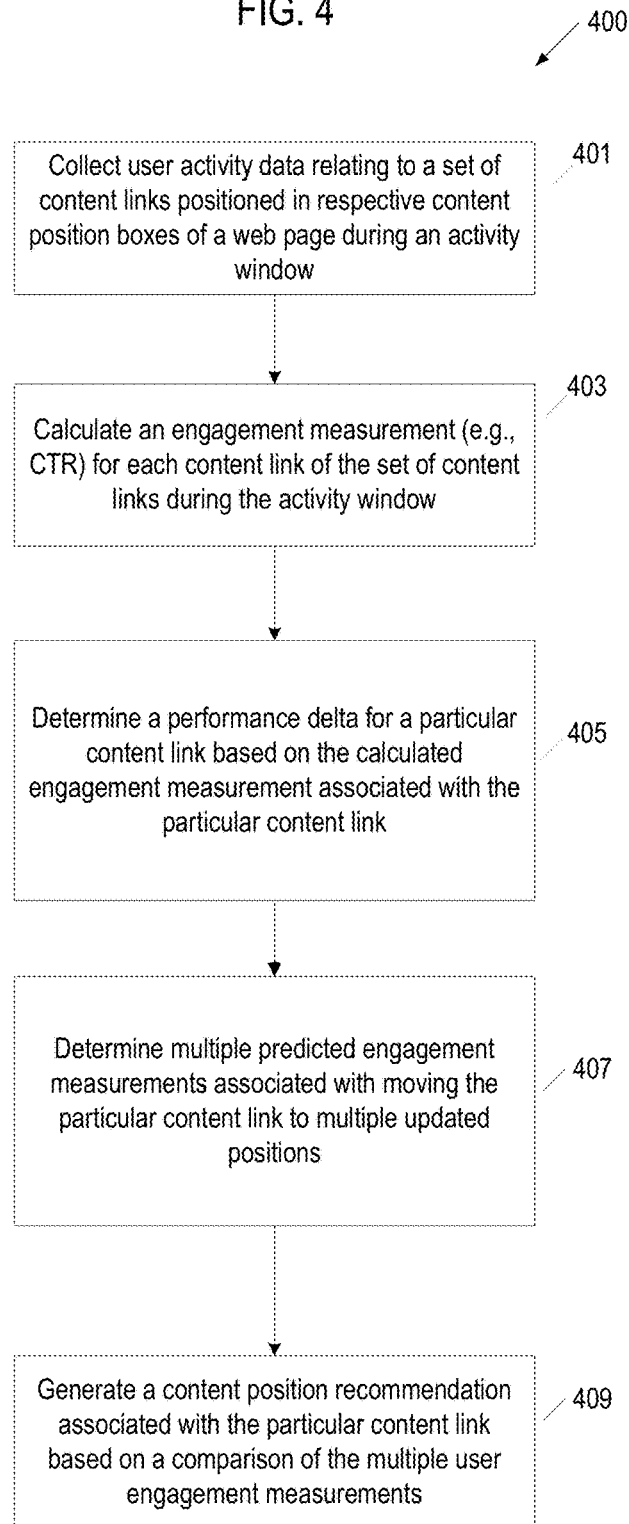 FIG. 4
400
401
Collect user activity data relating to a set of
content links positioned in respective content
position boxes of a web page during an activity
window
403
Calculate an engagement measurement (e.g.,
CTR) for each content link of the set of content
links during the activity window
405
Determine a performance delta for a particular
content link based on the calculated
engagement measurement associated with the
particular content link
407
Determine multiple predicted engagement
measurements associated with moving the
particular content link to multiple updated
positions
409
Generate a content position recommendation
associated with the particular content link
based on a comparison of the multiple user
engagement measurements